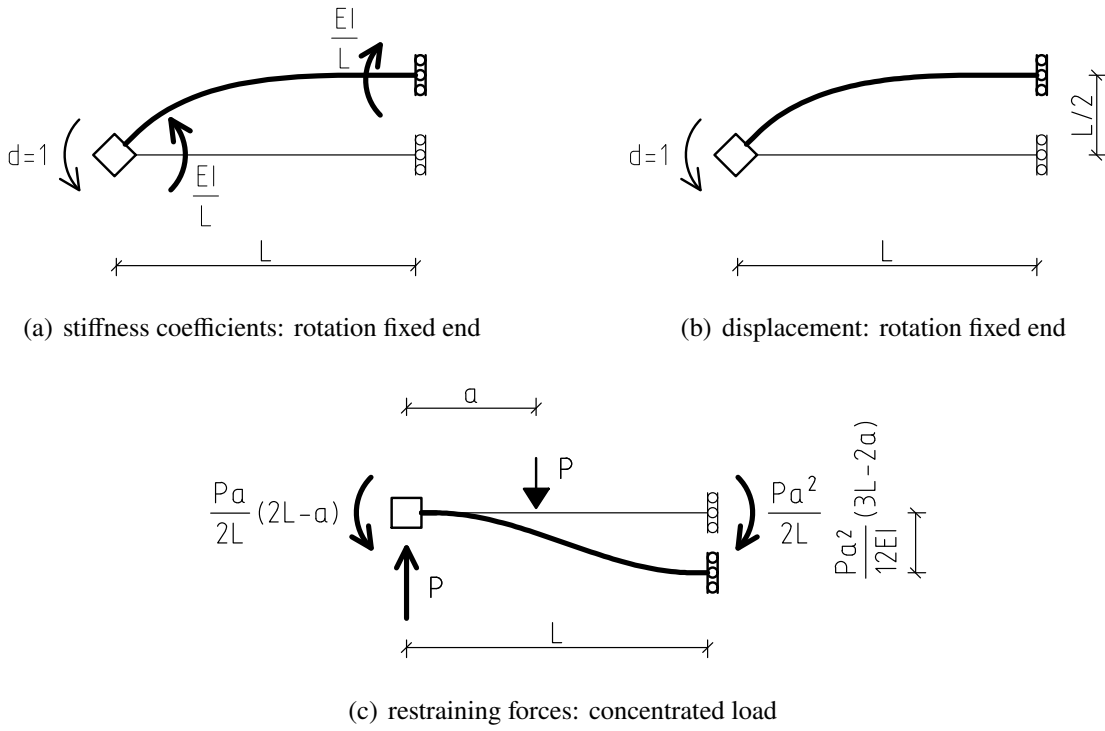 EI
L
d=1
EI
L
L
(a) stiffness coefficients: rotation fixed end
d=1
L/2
L
(b) displacement: rotation fixed end
a
P
Pa
2L
(2L-a)
P
Pa²
2L
Pa²
12EI
(3L-2a)
L
(c) restraining forces: concentrated load